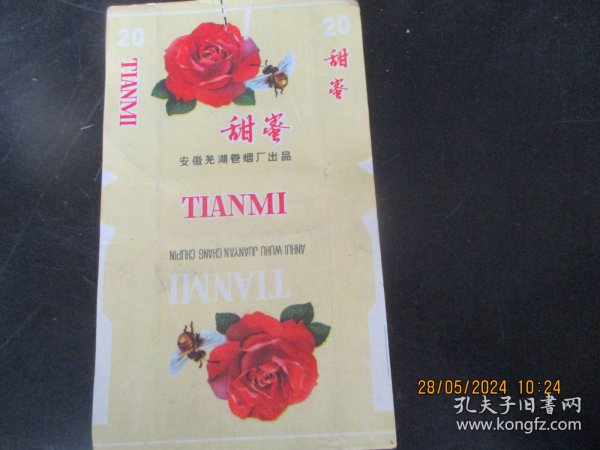 20
20
TIANMI
甜蜜
甜蜜
安徽芜湖卷烟厂出品
TIANMI
ANHUI WUHU JUANYAN CHANG CHUPIN
TIANMI
28/05/2024 10:24
孔夫子旧书网
www.kongfz.com